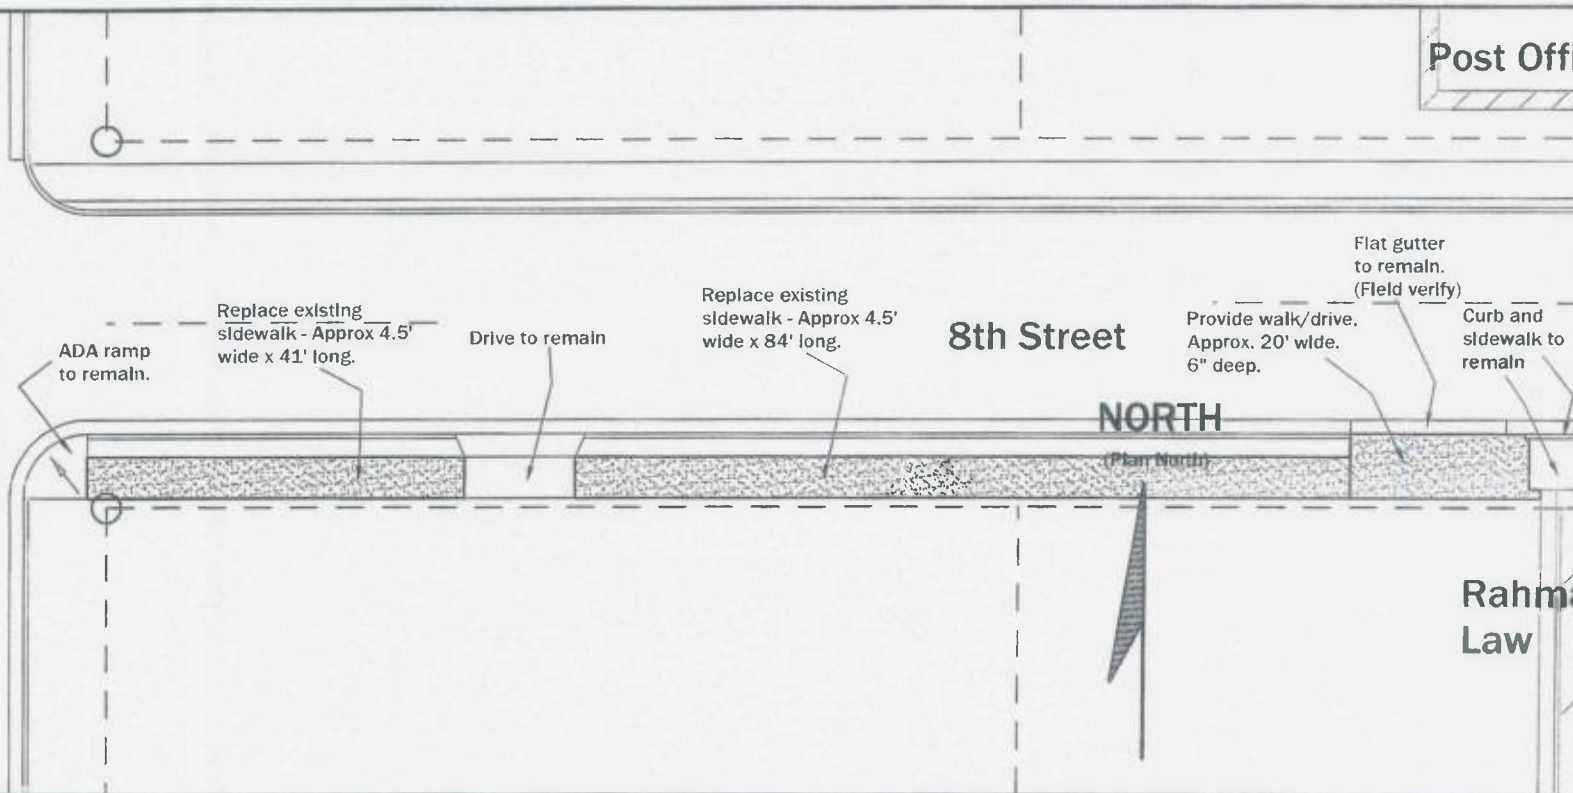 Post Offi
Flat gutter
to remain.
(Field verify)
Replace existing
sidewalk - Approx 4.5'
wide x 84' long.
Replace existing
sidewalk - Approx 4.5'
wide x 41' long.
Drive to remain
8th Street
Provide walk/drive.
Approx. 20' wide.
6" deep.
Curb and
sidewalk to
remain
ADA ramp
to remain.
NORTH
(Plan North)
Rahma
Law